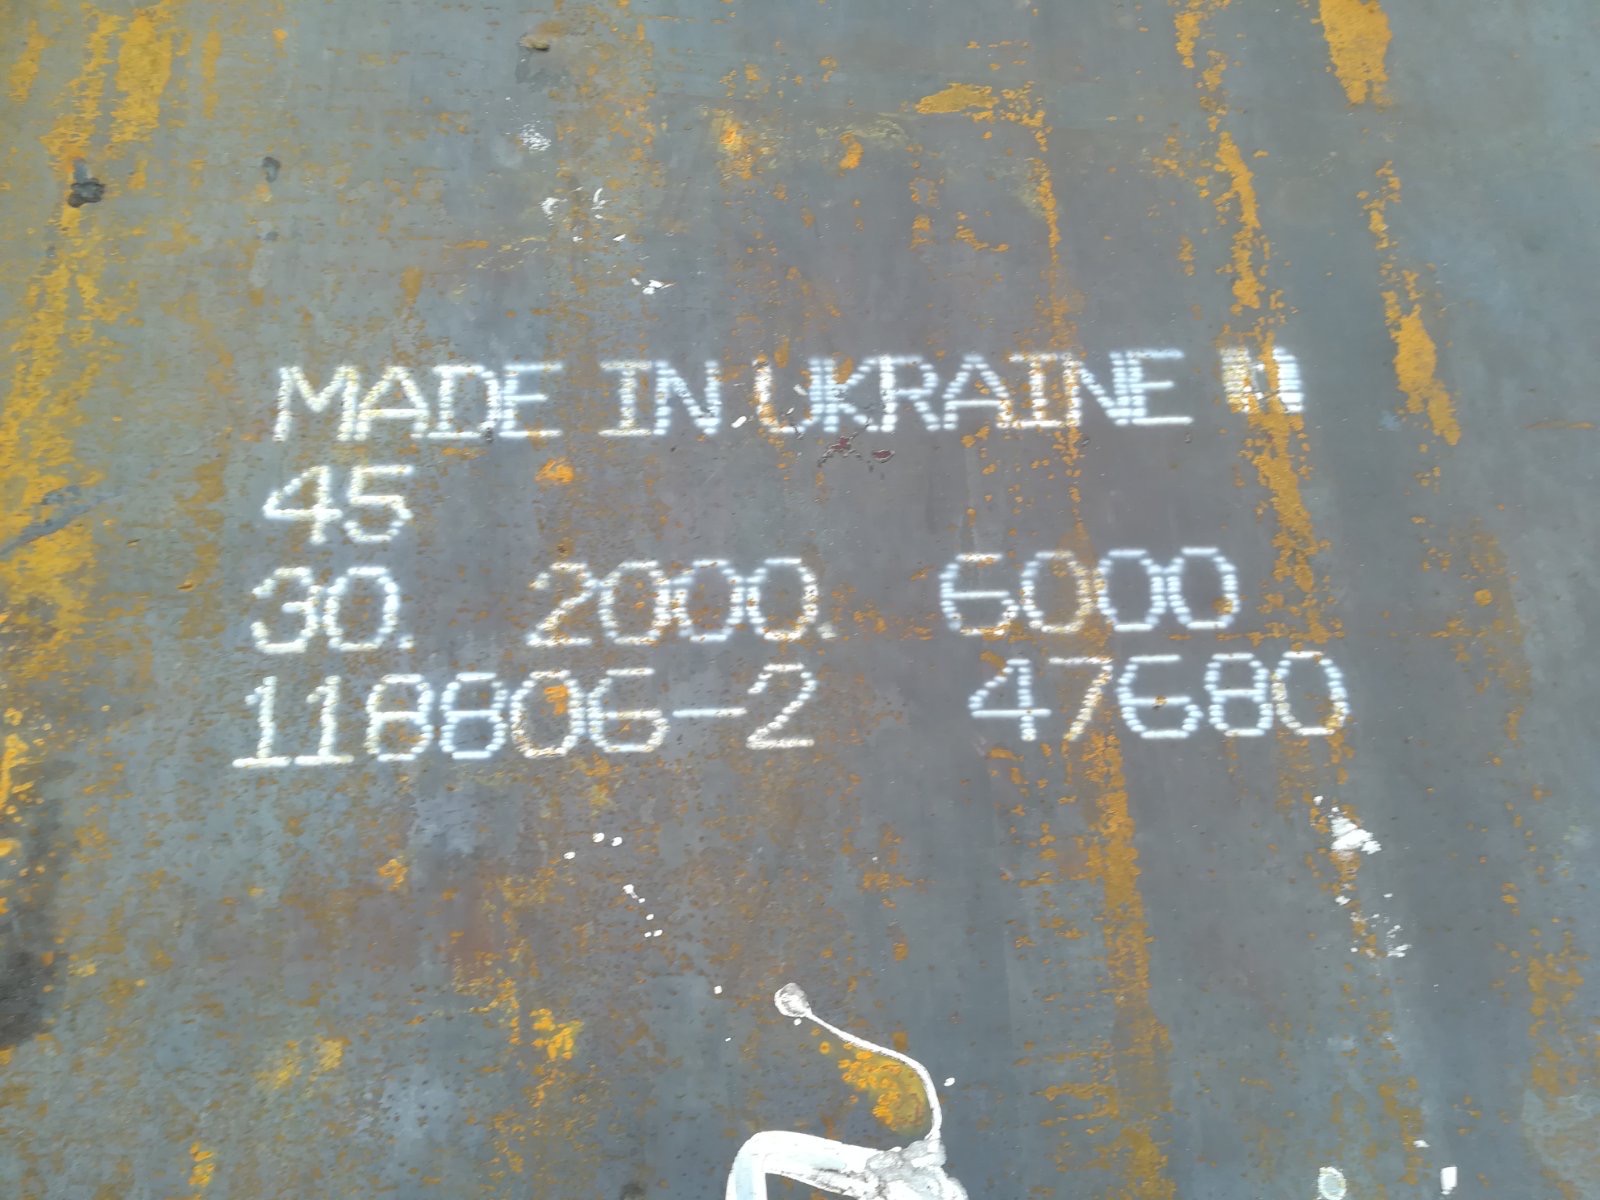 MADE IN UKRAINE
45
30. 2000. 6000
118806-2 47680